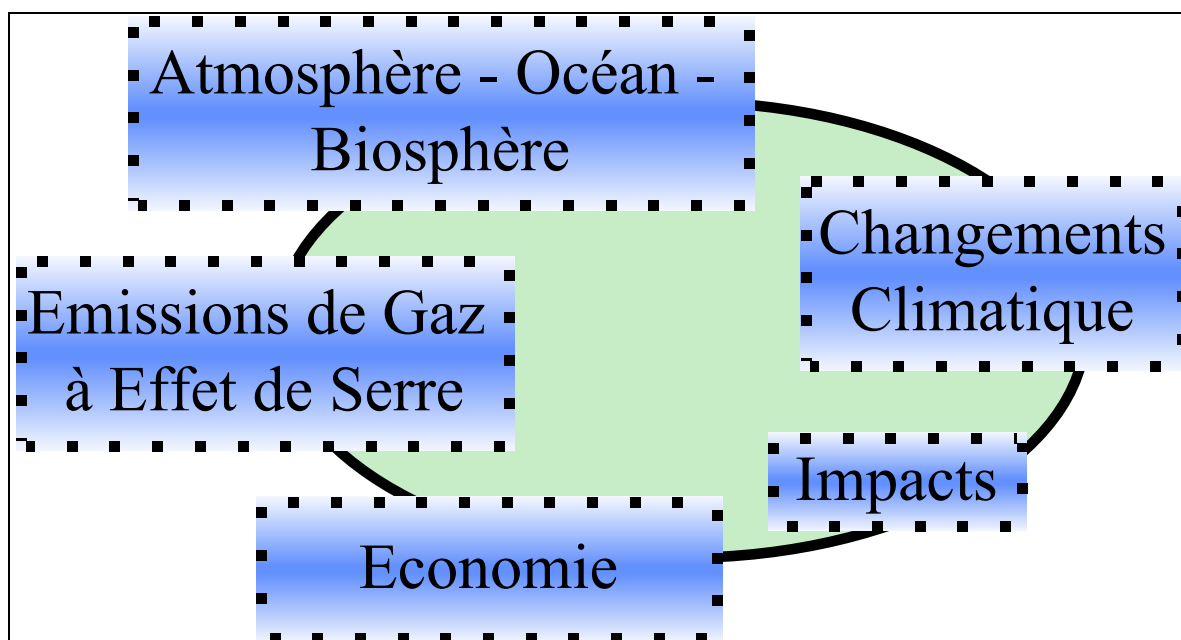 Atmosphère - Océan -
Biosphère
Changements
Climatique
Emissions de Gaz
à Effet de Serre
Impacts
Economie